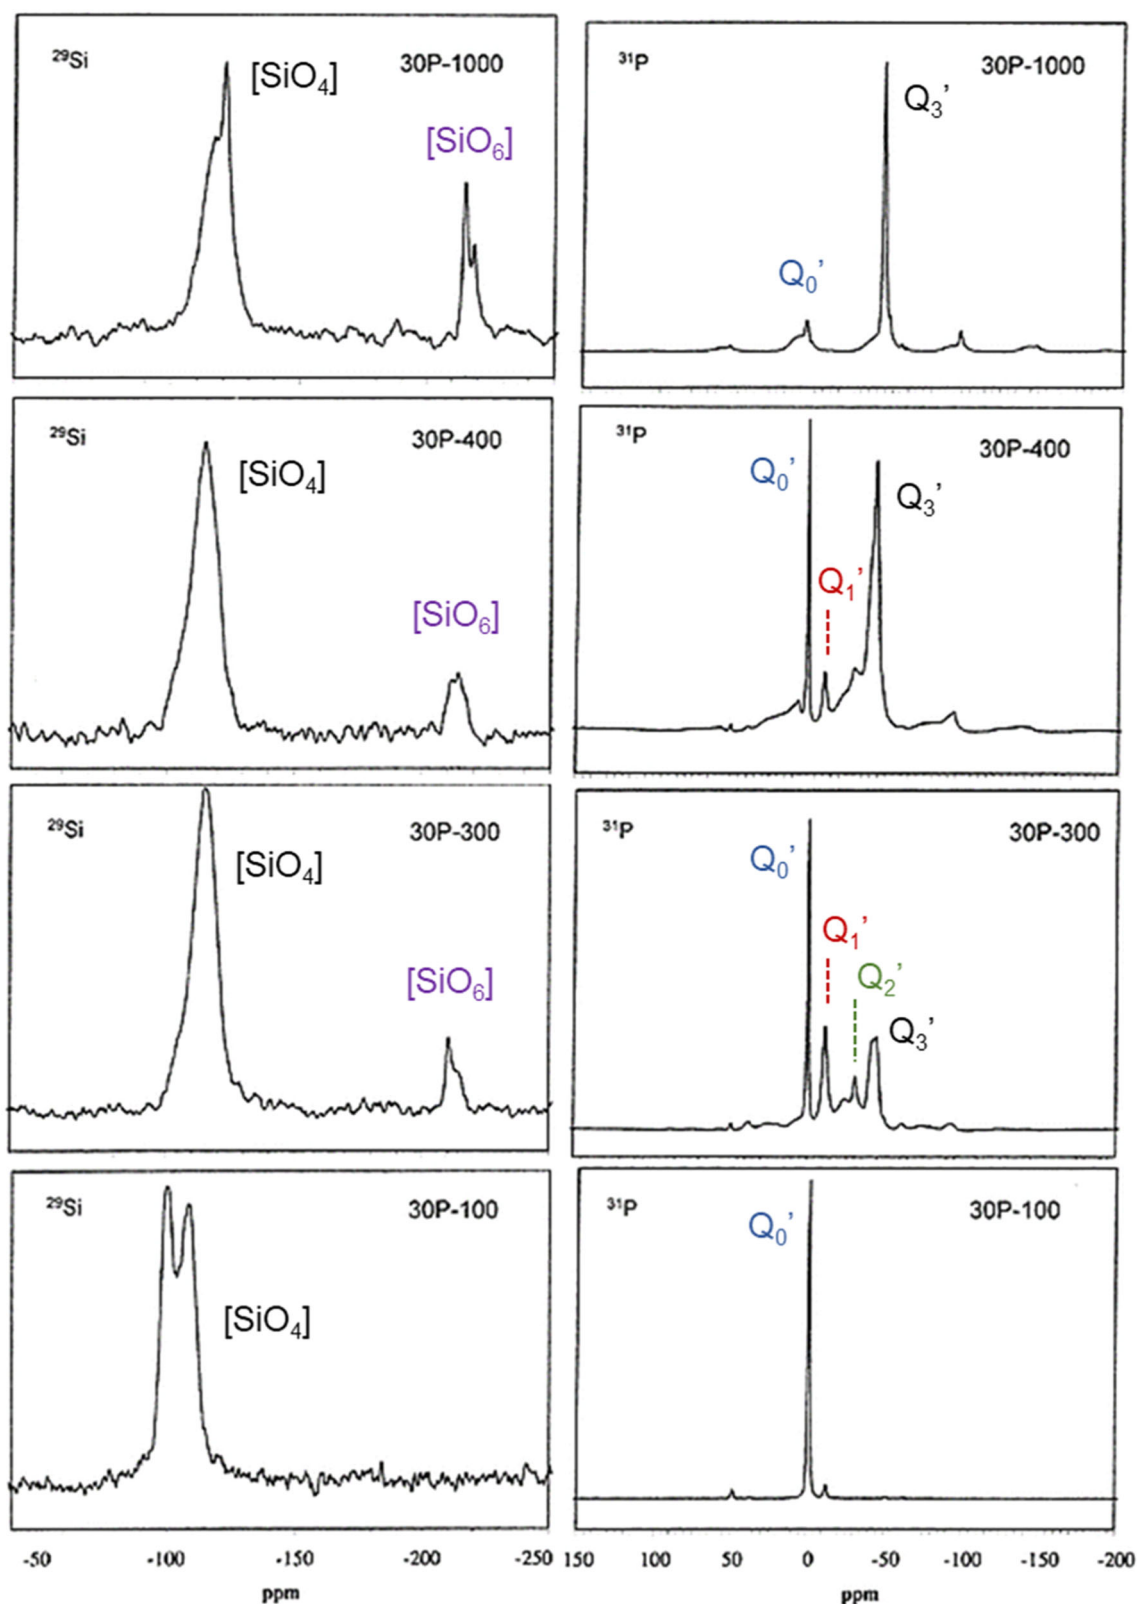 ²⁹Si
[SiO₄]
30P-1000
[SiO₆]
³¹P
30P-1000
Q₃’
Q₀’
²⁹Si
30P-400
[SiO₄]
[SiO₆]
³¹P
30P-400
Q₀’
Q₃’
Q₁’
²⁹Si
30P-300
[SiO₄]
[SiO₆]
³¹P
30P-300
Q₀’
Q₁’
Q₂’
Q₃’
²⁹Si
30P-100
[SiO₄]
³¹P
30P-100
Q₀’
-50 -100 -150 -200 -250
ppm
150 100 50 0 -50 -100 -150 -200
ppm